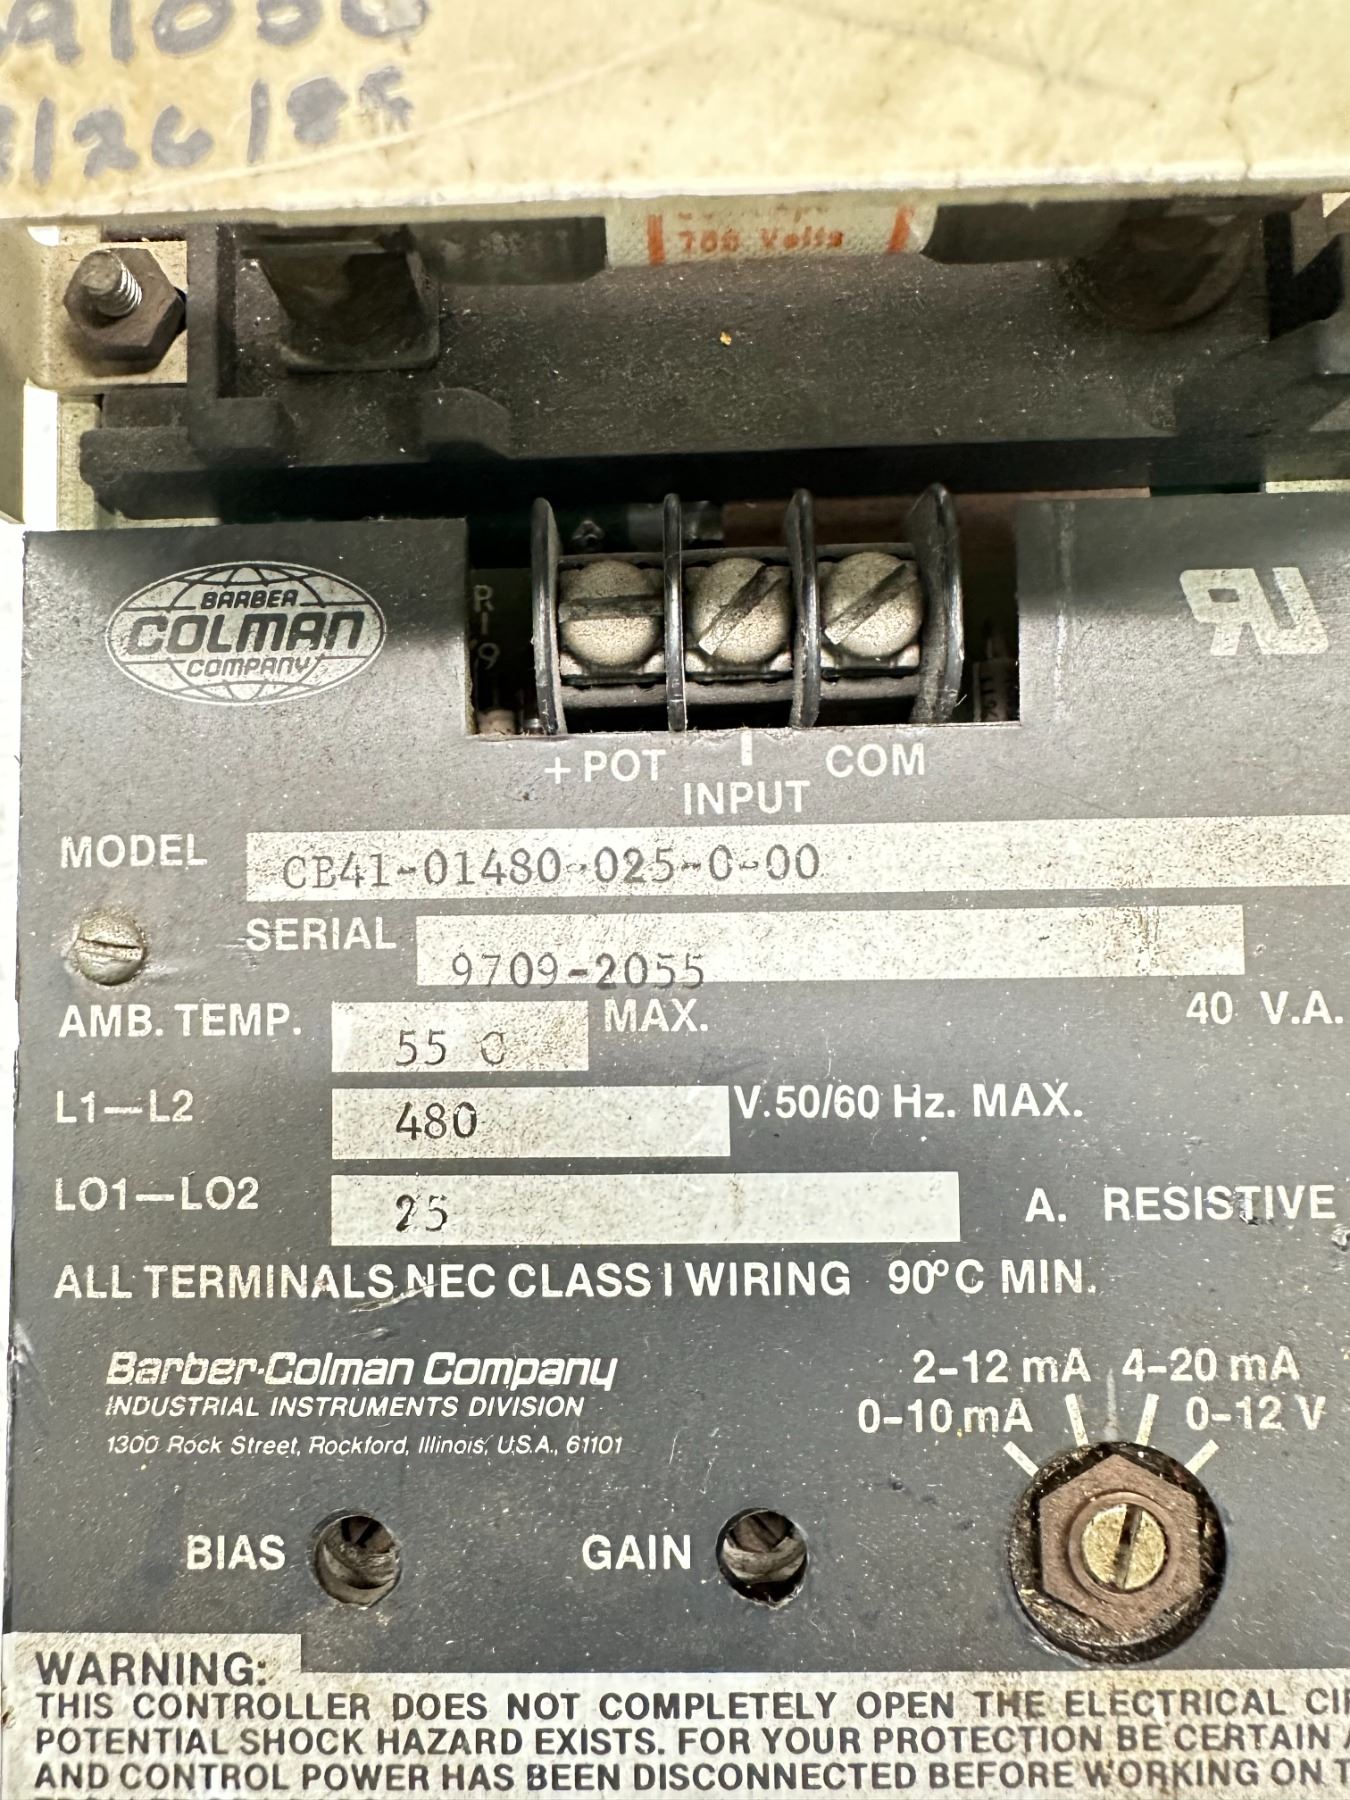 700 Volts
BARBER
COLMAN
COMPANY
R
1
9
+ POT I COM
INPUT
MODEL CB41-01480-025-0-00
SERIAL 9709-2055
AMB. TEMP. 55 C MAX. 40 V.A.
L1—L2 480 V.50/60 Hz. MAX.
LO1—LO2 25 A. RESISTIVE
ALL TERMINALS NEC CLASS I WIRING 90°C MIN.
Barber-Colman Company
INDUSTRIAL INSTRUMENTS DIVISION
1300 Rock Street, Rockford, Illinois, U.S.A., 61101
2-12 mA 4-20 mA
0-10 mA 0-12 V
BIAS GAIN
WARNING:
THIS CONTROLLER DOES NOT COMPLETELY OPEN THE ELECTRICAL
POTENTIAL SHOCK HAZARD EXISTS. FOR YOUR PROTECTION BE CERTAIN
AND CONTROL POWER HAS BEEN DISCONNECTED BEFORE WORKING ON